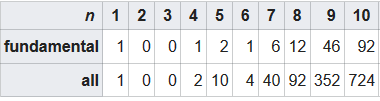 n 1 2 3 4 5 6 7 8 9 10
fundamental 1 0 0 1 2 1 6 12 46 92
all 1 0 0 2 10 4 40 92 352 724